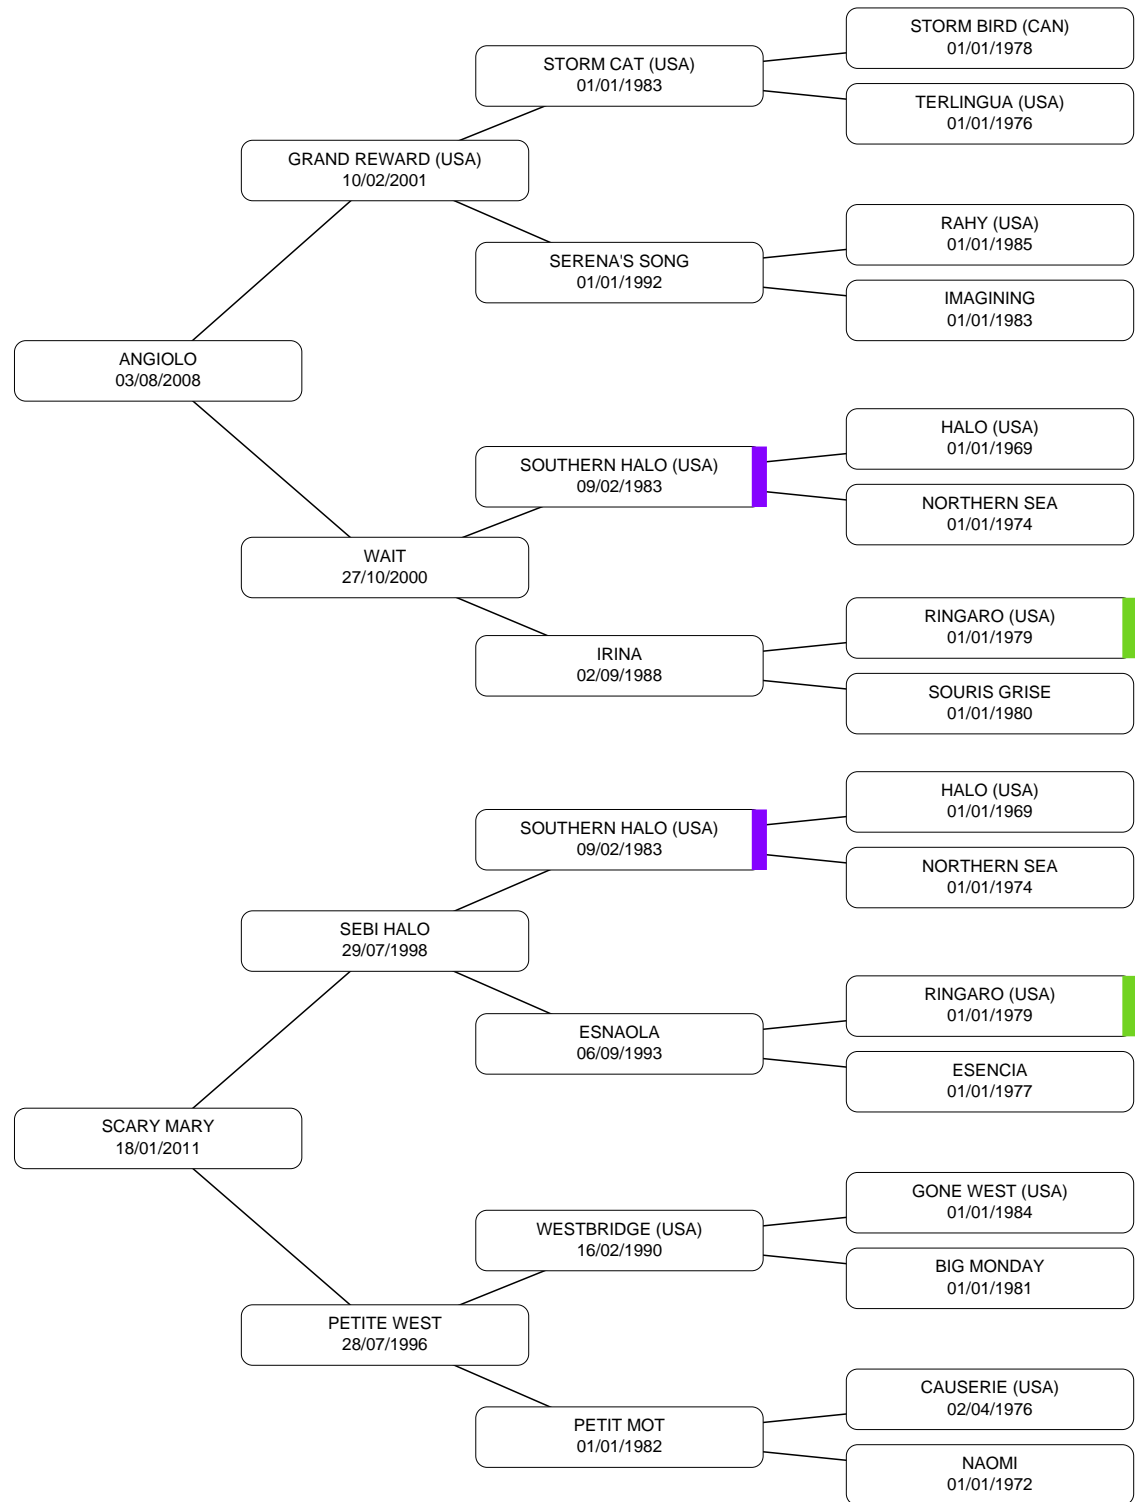 STORM BIRD (CAN)
01/01/1978
STORM CAT (USA)
01/01/1983
TERLINGUA (USA)
01/01/1976
GRAND REWARD (USA)
10/02/2001
RAHY (USA)
01/01/1985
SERENA'S SONG
01/01/1992
IMAGINING
01/01/1983
ANGIOLO
03/08/2008
HALO (USA)
01/01/1969
SOUTHERN HALO (USA)
09/02/1983
NORTHERN SEA
01/01/1974
WAIT
27/10/2000
RINGARO (USA)
01/01/1979
IRINA
02/09/1988
SOURIS GRISE
01/01/1980
HALO (USA)
01/01/1969
SOUTHERN HALO (USA)
09/02/1983
NORTHERN SEA
01/01/1974
SEBI HALO
29/07/1998
RINGARO (USA)
01/01/1979
ESNAOLA
06/09/1993
ESENCIA
01/01/1977
SCARY MARY
18/01/2011
GONE WEST (USA)
01/01/1984
WESTBRIDGE (USA)
16/02/1990
BIG MONDAY
01/01/1981
PETITE WEST
28/07/1996
CAUSERIE (USA)
02/04/1976
PETIT MOT
01/01/1982
NAOMI
01/01/1972